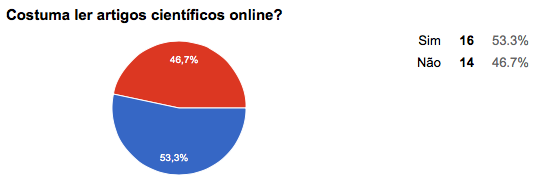 Costuma ler artigos científicos online?
Sim 16 53.3%
Não 14 46.7%
46,7%
53,3%